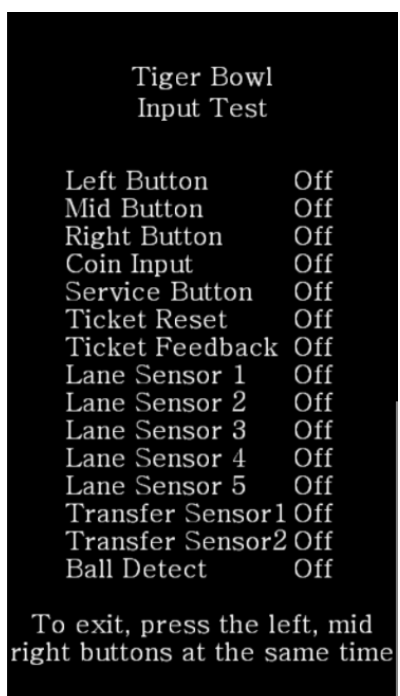 Tiger Bowl
Input Test
Left Button Off
Mid Button Off
Right Button Off
Coin Input Off
Service Button Off
Ticket Reset Off
Ticket Feedback Off
Lane Sensor 1 Off
Lane Sensor 2 Off
Lane Sensor 3 Off
Lane Sensor 4 Off
Lane Sensor 5 Off
Transfer Sensor1 Off
Transfer Sensor2 Off
Ball Detect Off
To exit, press the left, mid
right buttons at the same time